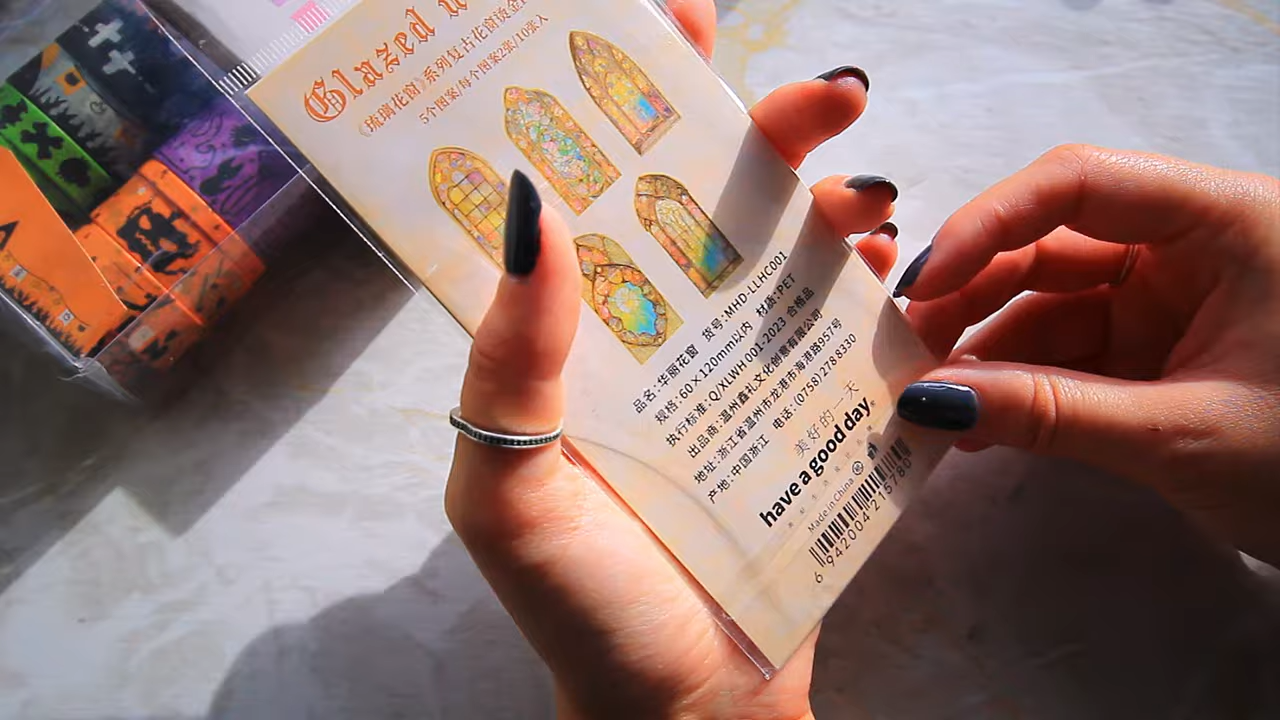 Glazed
《琉璃花窗》系列复古花窗烫金
5个图案/每个图案2张/10张入
品名:华丽花窗 货号:MHD-LLHC001
规格:60×120mm以内 材质:PET
执行标准:Q/XLWH 001-2023 合格品
出品商:温州鑫礼文化创意有限公司
地址:浙江省温州市龙港市海港路957号
产地:中国浙江 电话:(0758)2788330
美好的一天
have a good day
Made in China
6 942004 215780